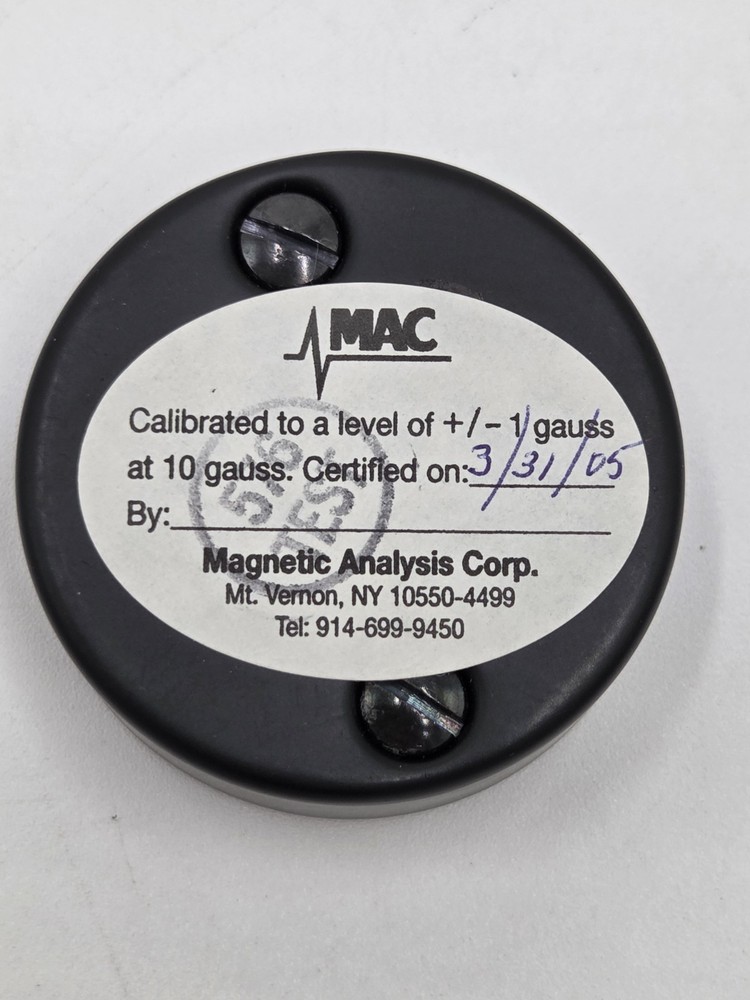 MAC
Calibrated to a level of +/- 1 gauss
at 10 gauss. Certified on: 3/31/05
By:
Magnetic Analysis Corp.
Mt. Vernon, NY 10550-4499
Tel: 914-699-9450
TEST